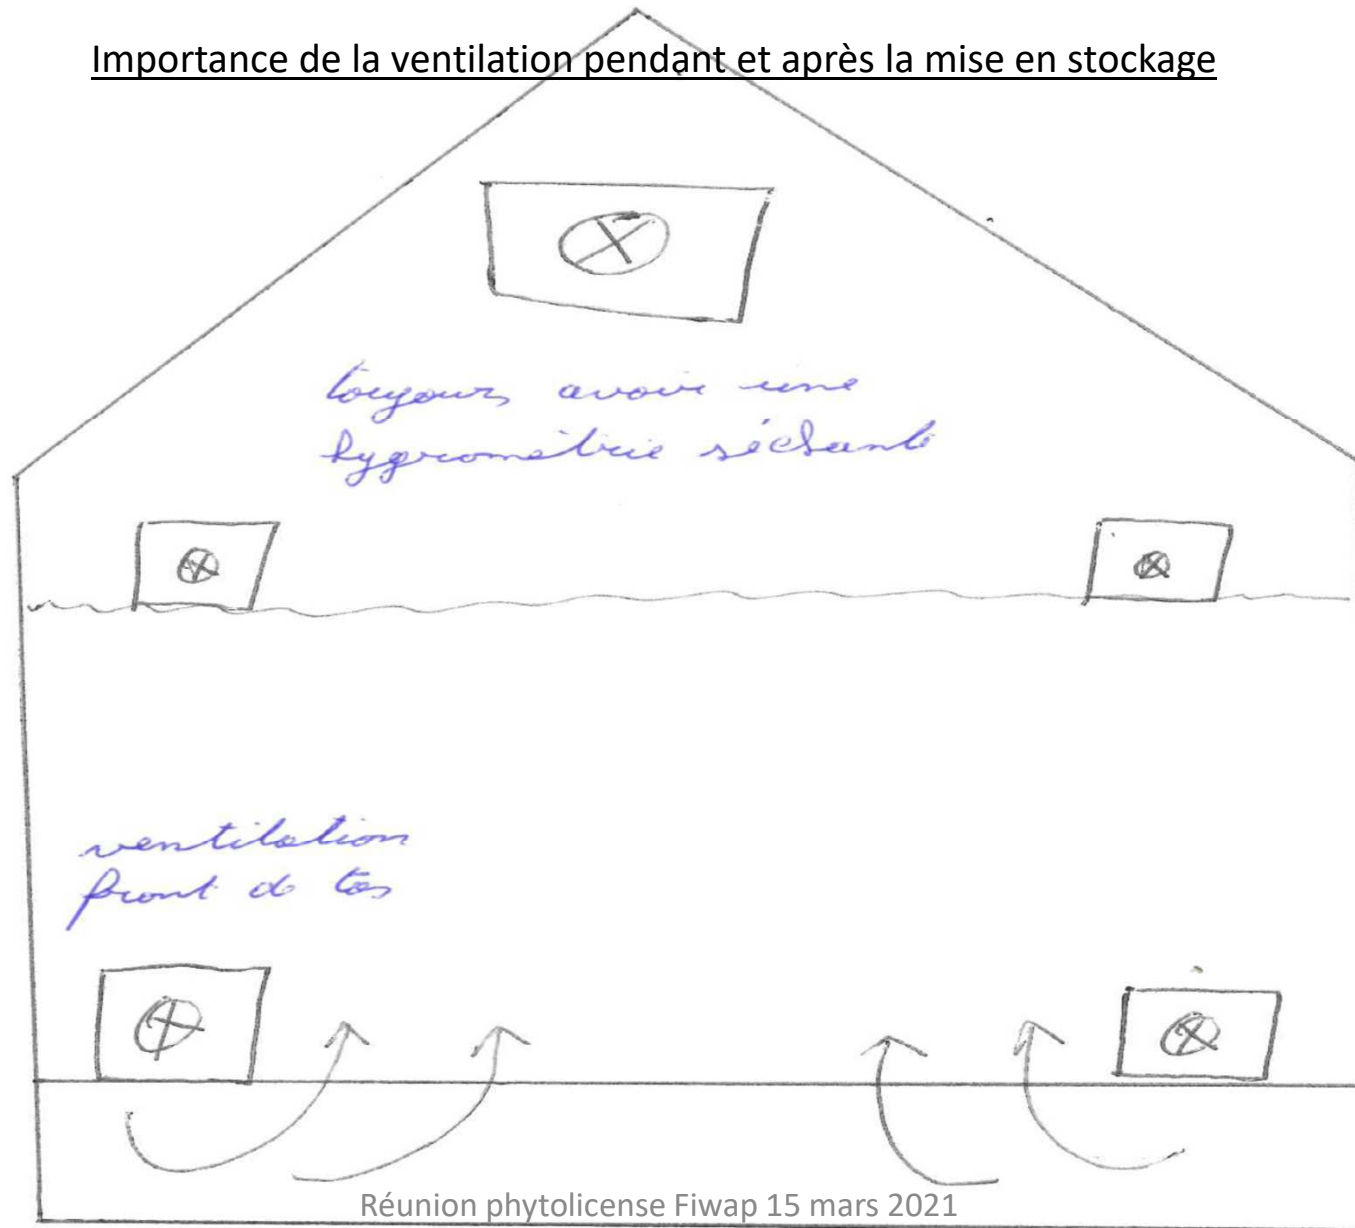 Importance de la ventilation pendant et après la mise en stockage
toujours avoir une
hygrométrie séchante
ventilation
front de tas
Réunion phytolicense Fiwap 15 mars 2021